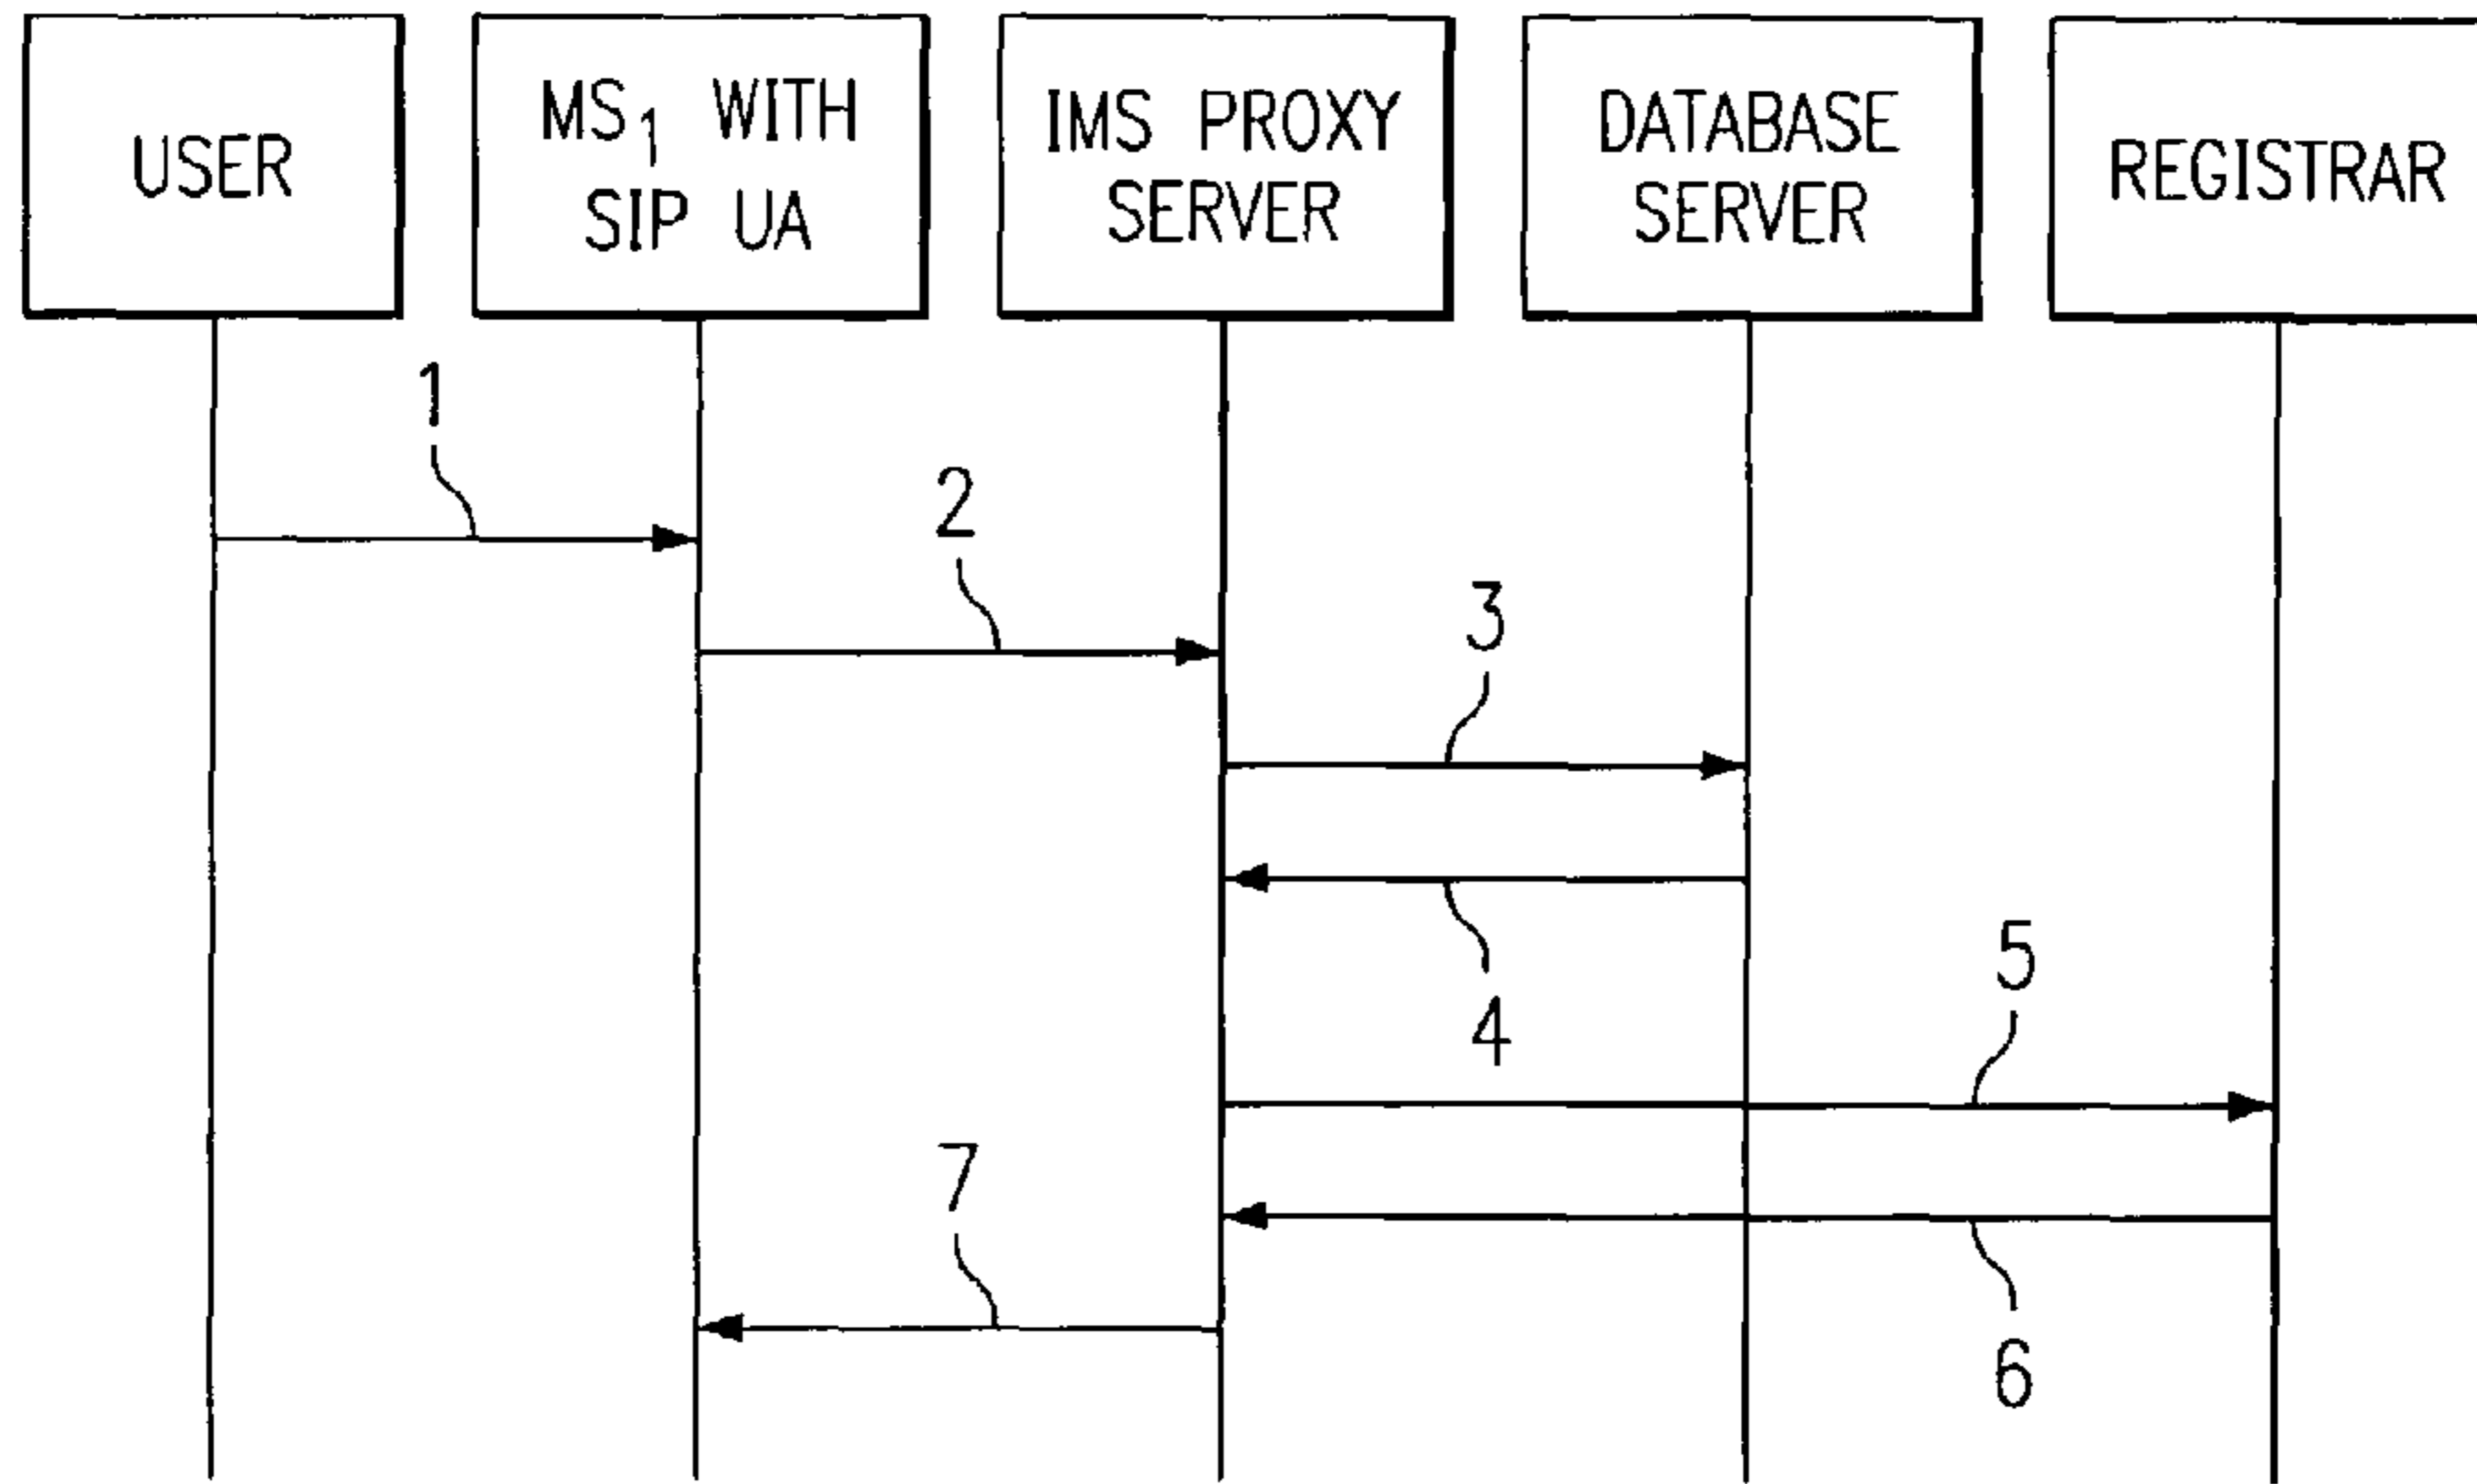 USER
MS1 WITH
SIP UA
IMS PROXY
SERVER
DATABASE
SERVER
REGISTRAR
1
2
3
4
5
7
6